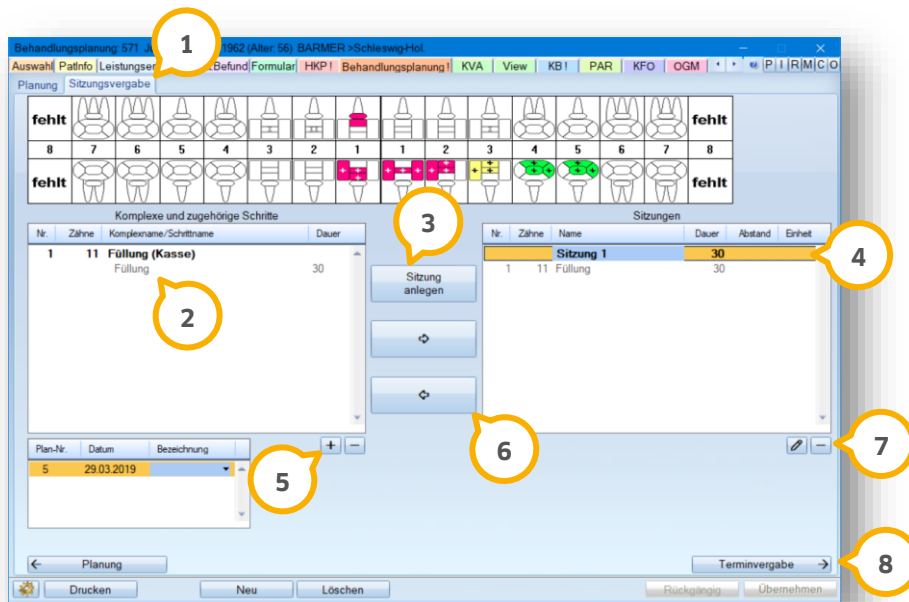 1
Behandlungsplanung: 571 1962 (Alter: 56) BARMER >Schleswig-Hol.
Auswahl PatInfo Leistungser Befund Formular HKP! Behandlungsplanung! KVA View KB! PAR KFO OGM P I R M C O
Planung Sitzungsvergabe
fehlt fehlt
8 7 6 5 4 3 2 1 1 2 3 4 5 6 7 8
fehlt fehlt
Komplexe und zugehörige Schritte
Nr. Zähne Komplexname/Schrittname Dauer
1 11 Füllung (Kasse)
Füllung 30
2
3
Sitzung
anlegen
Sitzungen
Nr. Zähne Name Dauer Abstand Einheit
Sitzung 1 30
1 11 Füllung 30
4
Plan-Nr. Datum Bezeichnung
5 29.03.2019
5
6
7
Planung
Terminvergabe
8
Drucken Neu Löschen Rückgängig Übernehmen